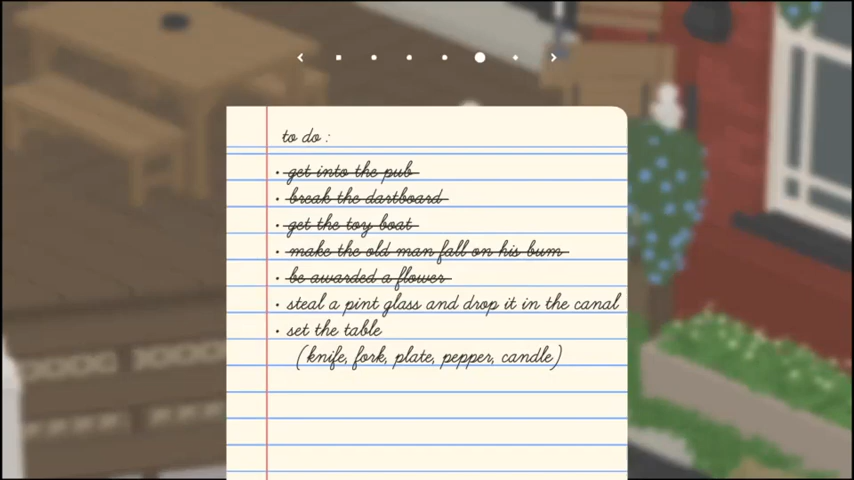 to do :
• get into the pub
• break the dartboard
• get the toy boat
• make the old man fall on his bum
• be awarded a flower
• steal a pint glass and drop it in the canal
• set the table
(knife, fork, plate, pepper, candle)